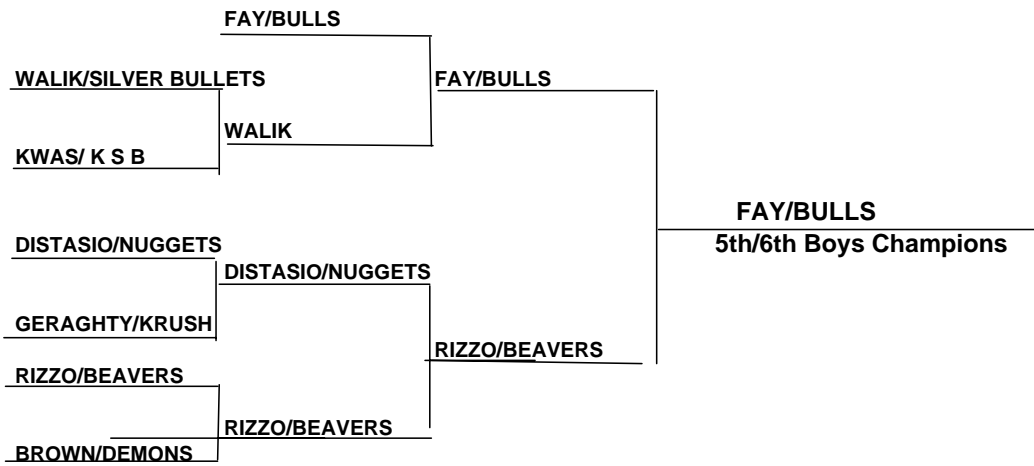 FAY/BULLS
WALIK/SILVER BULLETS
FAY/BULLS
WALIK
KWAS/ K S B
FAY/BULLS
5th/6th Boys Champions
DISTASIO/NUGGETS
DISTASIO/NUGGETS
GERAGHTY/KRUSH
RIZZO/BEAVERS
RIZZO/BEAVERS
RIZZO/BEAVERS
BROWN/DEMONS